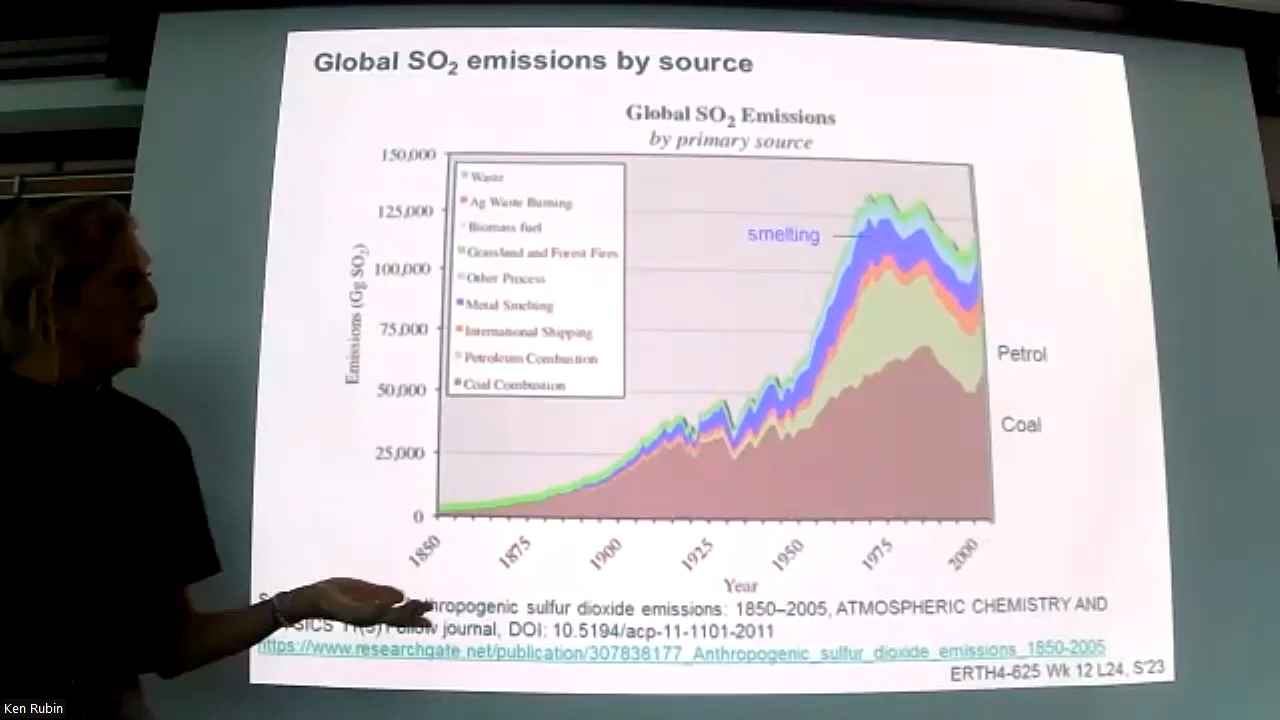 Global SO₂ emissions by source
Global SO₂ Emissions
by primary source
150,000
125,000
100,000
75,000
50,000
25,000
0
Emissions (Gg SO₂)
Waste
Ag Waste Burning
Biomass fuel
Grassland and Forest Fires
Other Process
Metal Smelting
International Shipping
Petroleum Combustion
Coal Combustion
smelting
Petrol
Coal
1850
1875
1900
1925
1950
1975
2000
Year
hropogenic sulfur dioxide emissions: 1850–2005, ATMOSPHERIC CHEMISTRY AND
journal, DOI: 10.5194/acp-11-1101-2011
https://www.researchgate.net/publication/307838177_Anthropogenic_sulfur_dioxide_emissions_1850-2005
ERTH4-625 Wk 12 L24, S'23
Ken Rubin